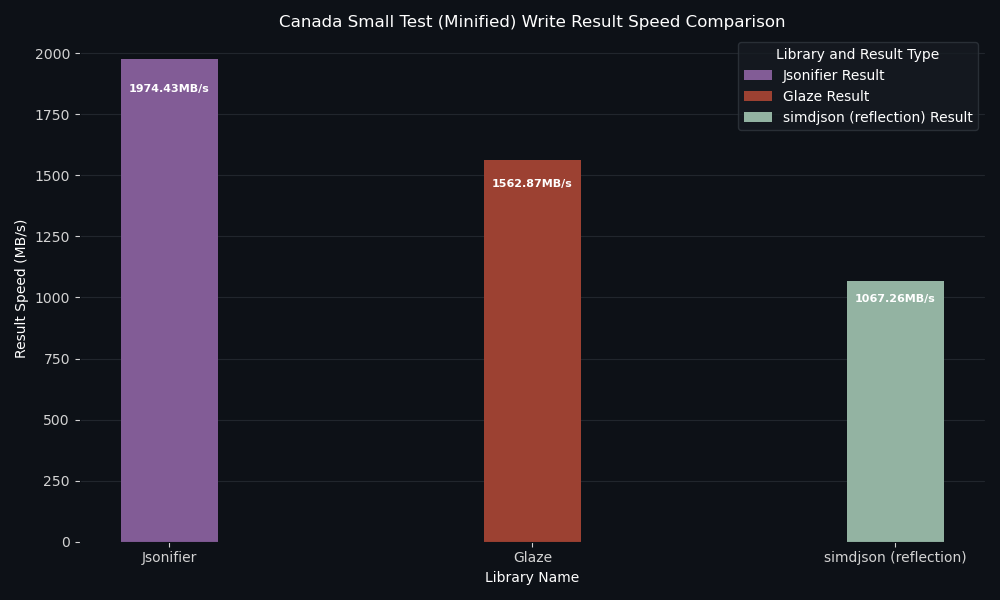 Canada Small Test (Minified) Write Result Speed Comparison
Library and Result Type
Jsonifier Result
Glaze Result
simdjson (reflection) Result
Result Speed (MB/s)
2000
1750
1500
1250
1000
750
500
250
0
1974.43MB/s
1562.87MB/s
1067.26MB/s
Jsonifier
Glaze
simdjson (reflection)
Library Name